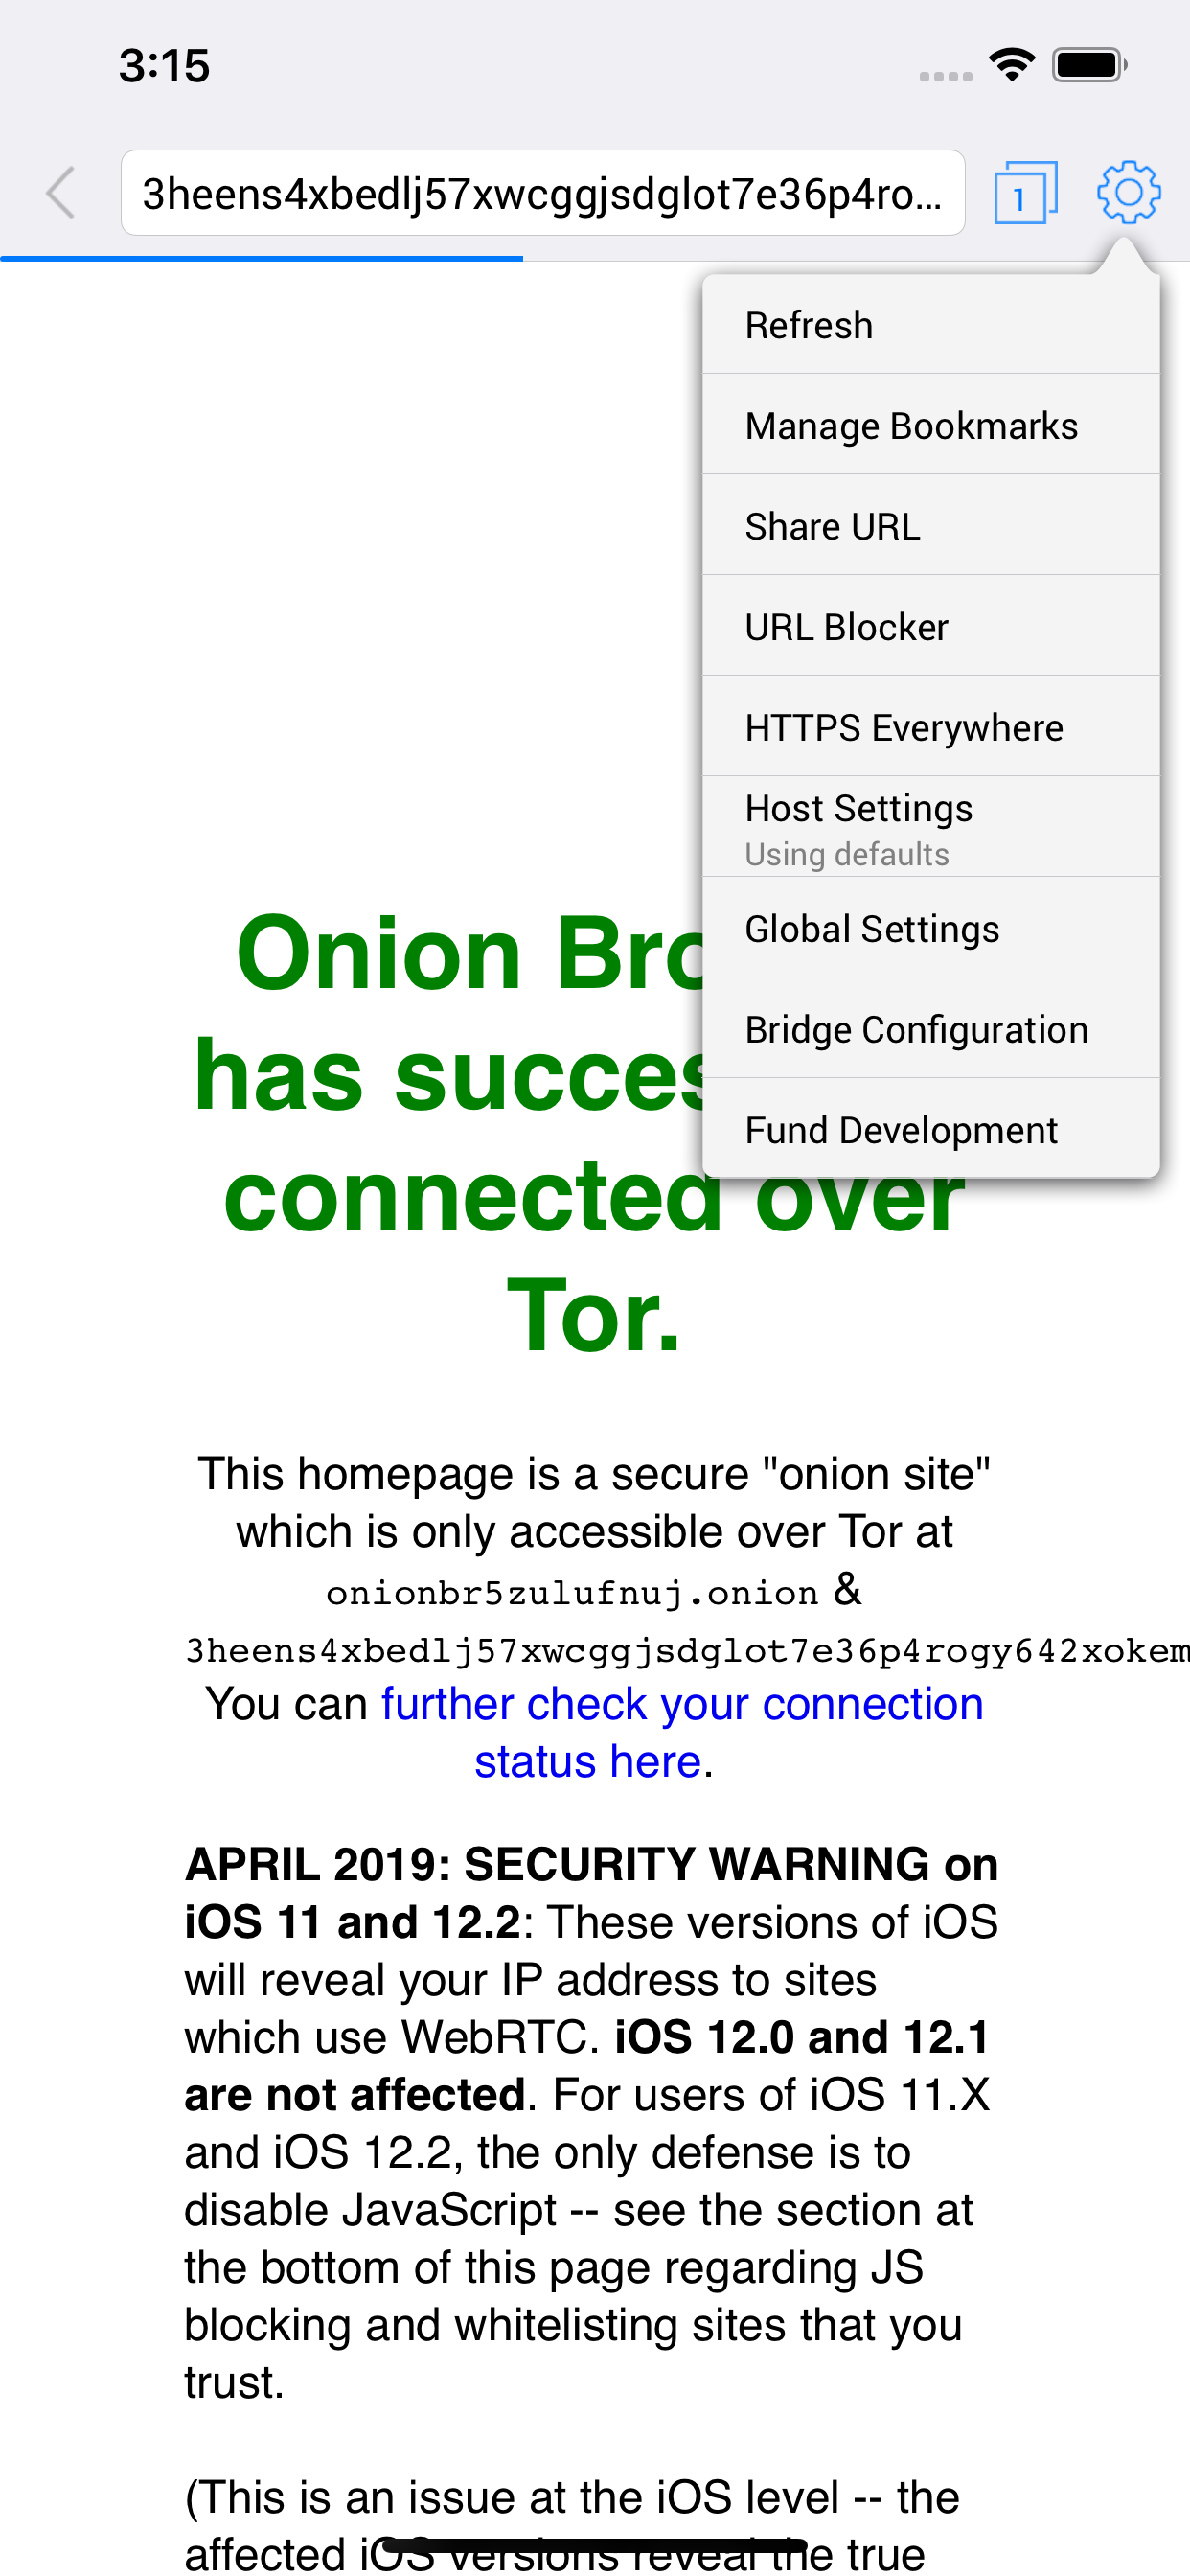 3:15
3heens4xbedlj57xwcggjsdglot7e36p4ro...
1
Refresh
Manage Bookmarks
Share URL
URL Blocker
HTTPS Everywhere
Host Settings
Using defaults
Global Settings
Bridge Configuration
Fund Development
Onion Bro
has succes
connected over
Tor.
This homepage is a secure "onion site"
which is only accessible over Tor at
onionbr5zulufnuj.onion &
3heens4xbedlj57xwcggjsdglot7e36p4rogy642xokem
You can further check your connection
status here.
APRIL 2019: SECURITY WARNING on
iOS 11 and 12.2: These versions of iOS
will reveal your IP address to sites
which use WebRTC. iOS 12.0 and 12.1
are not affected. For users of iOS 11.X
and iOS 12.2, the only defense is to
disable JavaScript -- see the section at
the bottom of this page regarding JS
blocking and whitelisting sites that you
trust.
(This is an issue at the iOS level -- the
affected iOS versions reveal the true